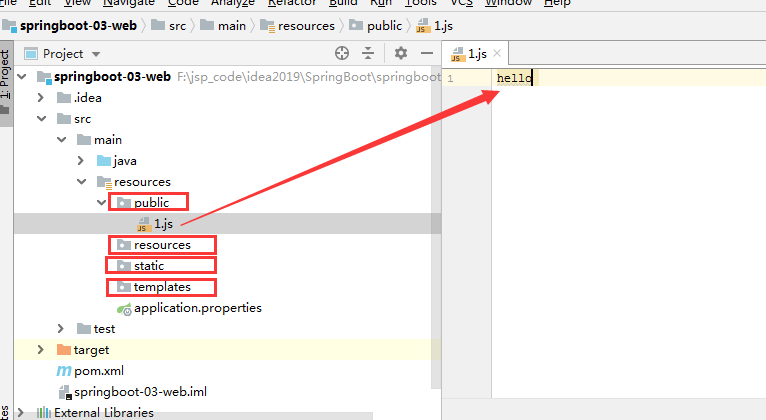 File Edit View Navigate Code Analyze Refactor Build Run Tools VCS Window Help
springboot-03-web src main resources public 1.js
1: Project
Project
1.js
springboot-03-web F:\jsp_code\idea2019\SpringBoot\springboot
1 hello
.idea
src
main
java
resources
public
JS 1.js
resources
static
templates
application.properties
test
target
pom.xml
springboot-03-web.iml
External Libraries